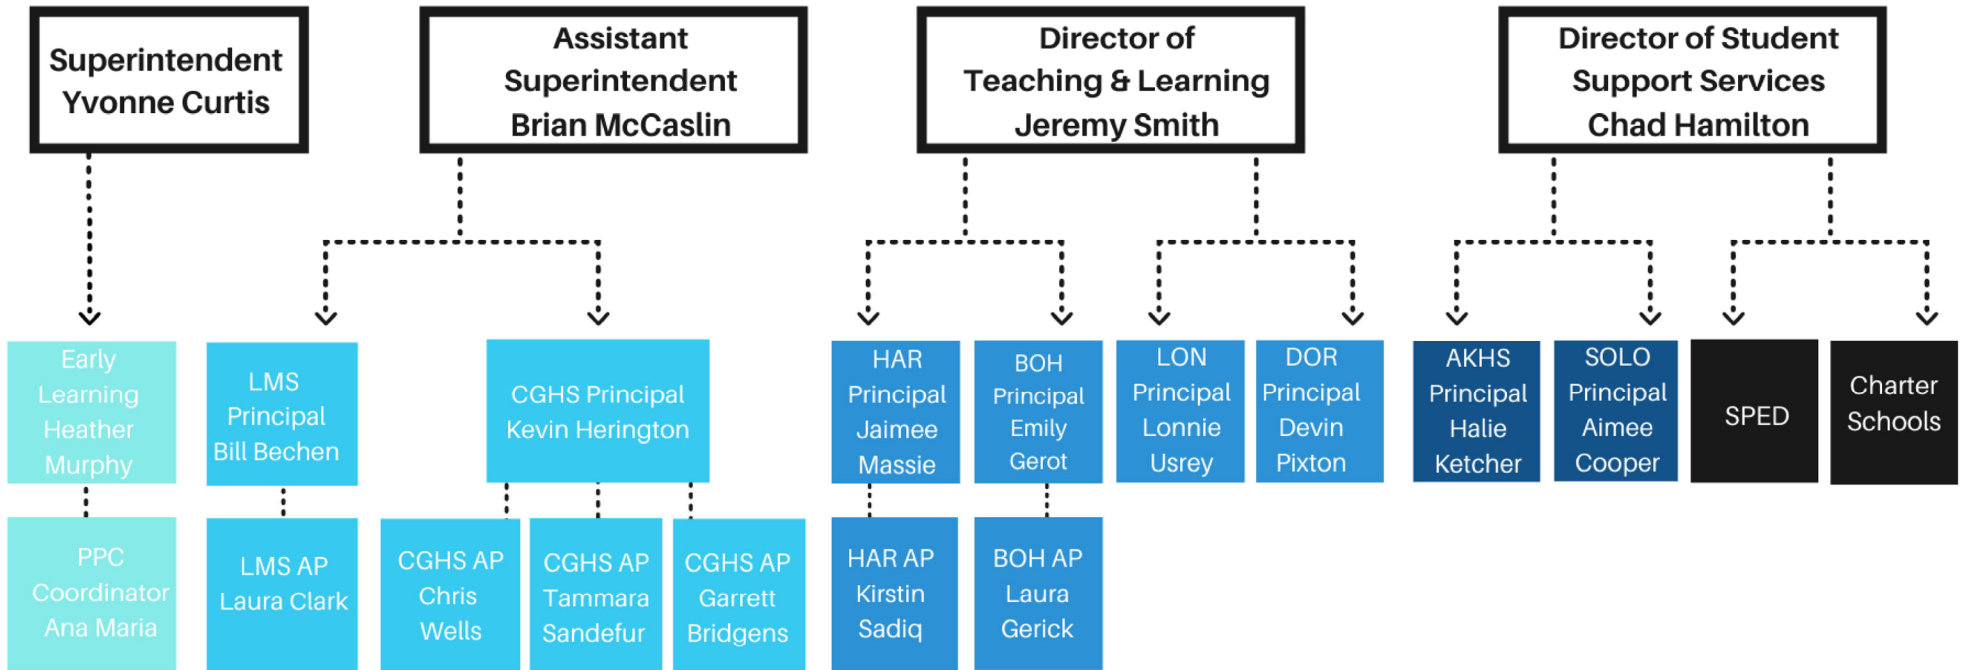 Superintendent
Yvonne Curtis
Assistant
Superintendent
Brian McCaslin
Director of
Teaching & Learning
Jeremy Smith
Director of Student
Support Services
Chad Hamilton
Early
Learning
Heather
Murphy
LMS
Principal
Bill Bechen
CGHS Principal
Kevin Herington
HAR
Principal
Jaimee
Massie
BOH
Principal
Emily
Gerot
LON
Principal
Lonnie
Usrey
DOR
Principal
Devin
Pixton
AKHS
Principal
Halie
Ketcher
SOLO
Principal
Aimee
Cooper
SPED
Charter
Schools
PPC
Coordinator
Ana Maria
LMS AP
Laura Clark
CGHS AP
Chris
Wells
CGHS AP
Tammara
Sandefur
CGHS AP
Garrett
Bridgens
HAR AP
Kirstin
Sadiq
BOH AP
Laura
Gerick